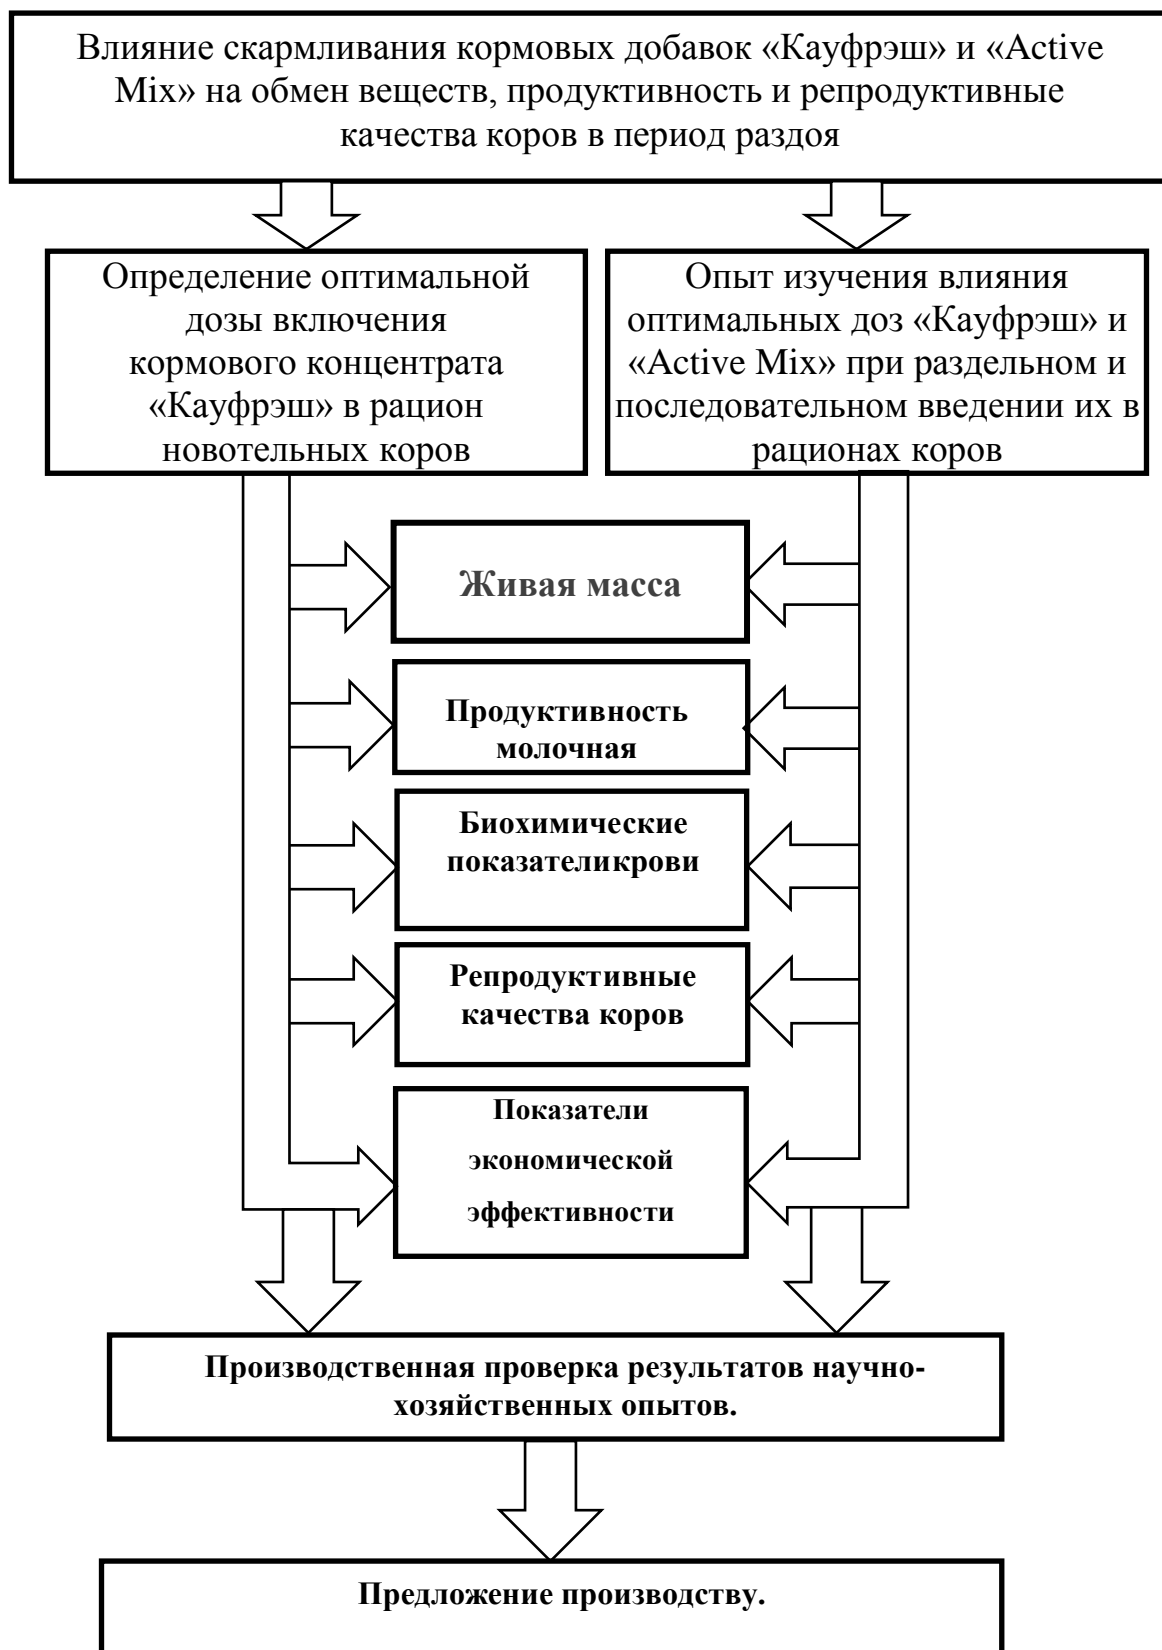 Влияние скармливания кормовых добавок «Кауфрэш» и «Active
Mix» на обмен веществ, продуктивность и репродуктивные
качества коров в период раздоя
Определение оптимальной
дозы включения
кормового концентрата
«Кауфрэш» в рацион
новотельных коров
Опыт изучения влияния
оптимальных доз «Кауфрэш» и
«Active Mix» при раздельном и
последовательном введении их в
рационах коров
Живая масса
Продуктивность
молочная
Биохимические
показателикрови
Репродуктивные
качества коров
Показатели
экономической
эффективности
Производственная проверка результатов научно-
хозяйственных опытов.
Предложение производству.